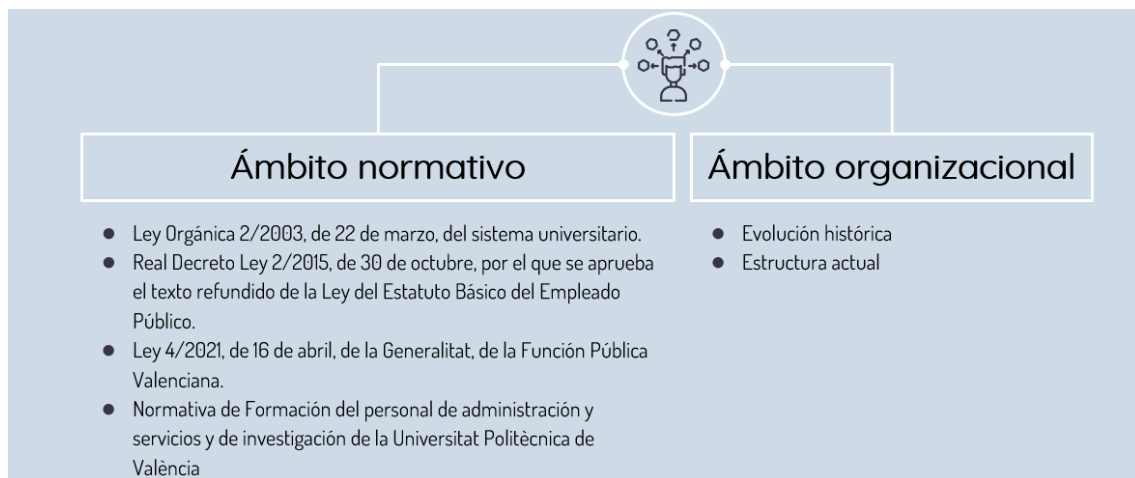 Ámbito normativo
● Ley Orgánica 2/2003, de 22 de marzo, del sistema universitario.
● Real Decreto Ley 2/2015, de 30 de octubre, por el que se aprueba
el texto refundido de la Ley del Estatuto Básico del Empleado
Público.
● Ley 4/2021, de 16 de abril, de la Generalitat, de la Función Pública
Valenciana.
● Normativa de Formación del personal de administración y
servicios y de investigación de la Universitat Politècnica de
València
Ámbito organizacional
● Evolución histórica
● Estructura actual